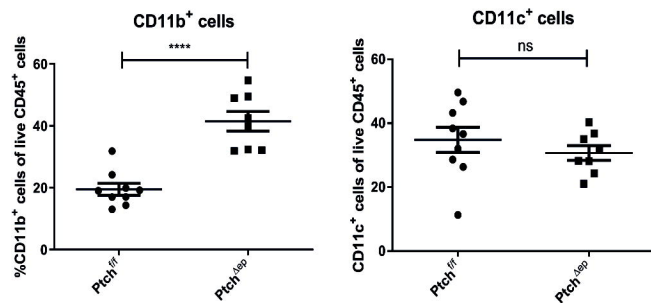 CD11b⁺ cells
****
%CD11b⁺ cells of live CD45⁺ cells
60
40
20
0
Ptch^f/f
Ptch^Δep
CD11c⁺ cells
ns
CD11c⁺ cells of live CD45⁺ cells
60
40
20
0
Ptch^f/f
Ptch^Δep